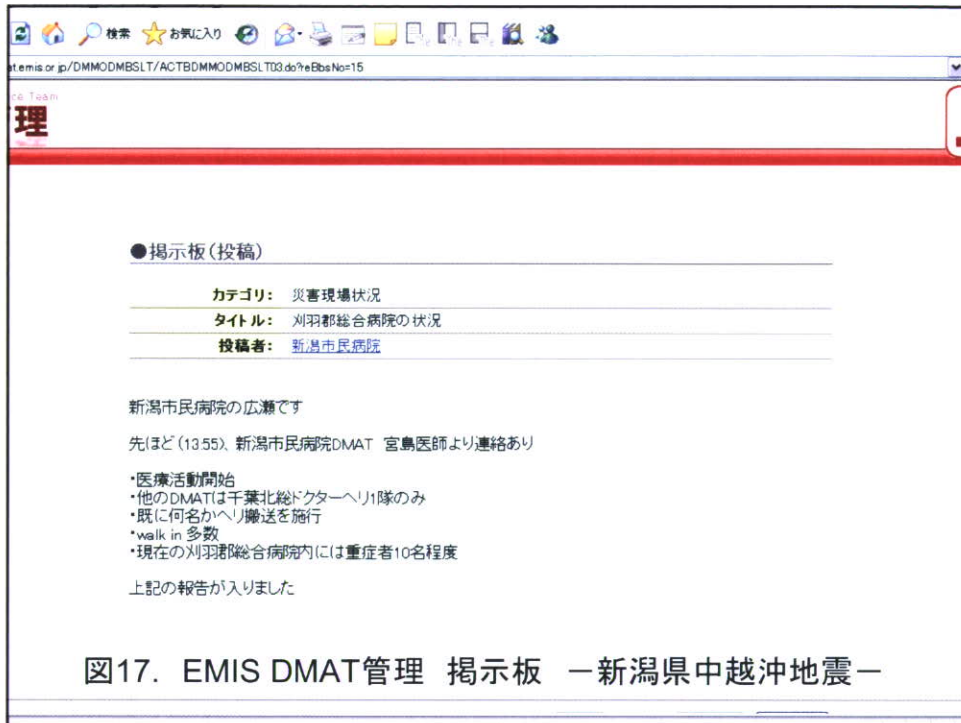 検索 お気に入り
at.emis.or.jp/DMMODMBSLT/ACTBDMMODMBSLT03.do?reBbsNo=15
ce Team
理
●掲示板(投稿)
カテゴリ： 災害現場状況
タイトル： 刈羽郡総合病院の状況
投稿者： 新潟市民病院
新潟市民病院の広瀬です
先ほど(13:55)、新潟市民病院DMAT 宮島医師より連絡あり
・医療活動開始
・他のDMATは千葉北総ドクターヘリ1隊のみ
・既に何名かヘリ搬送を施行
・walk in 多数
・現在の刈羽郡総合病院内には重症者10名程度
上記の報告が入りました
図17. EMIS DMAT管理 掲示板 －新潟県中越沖地震－